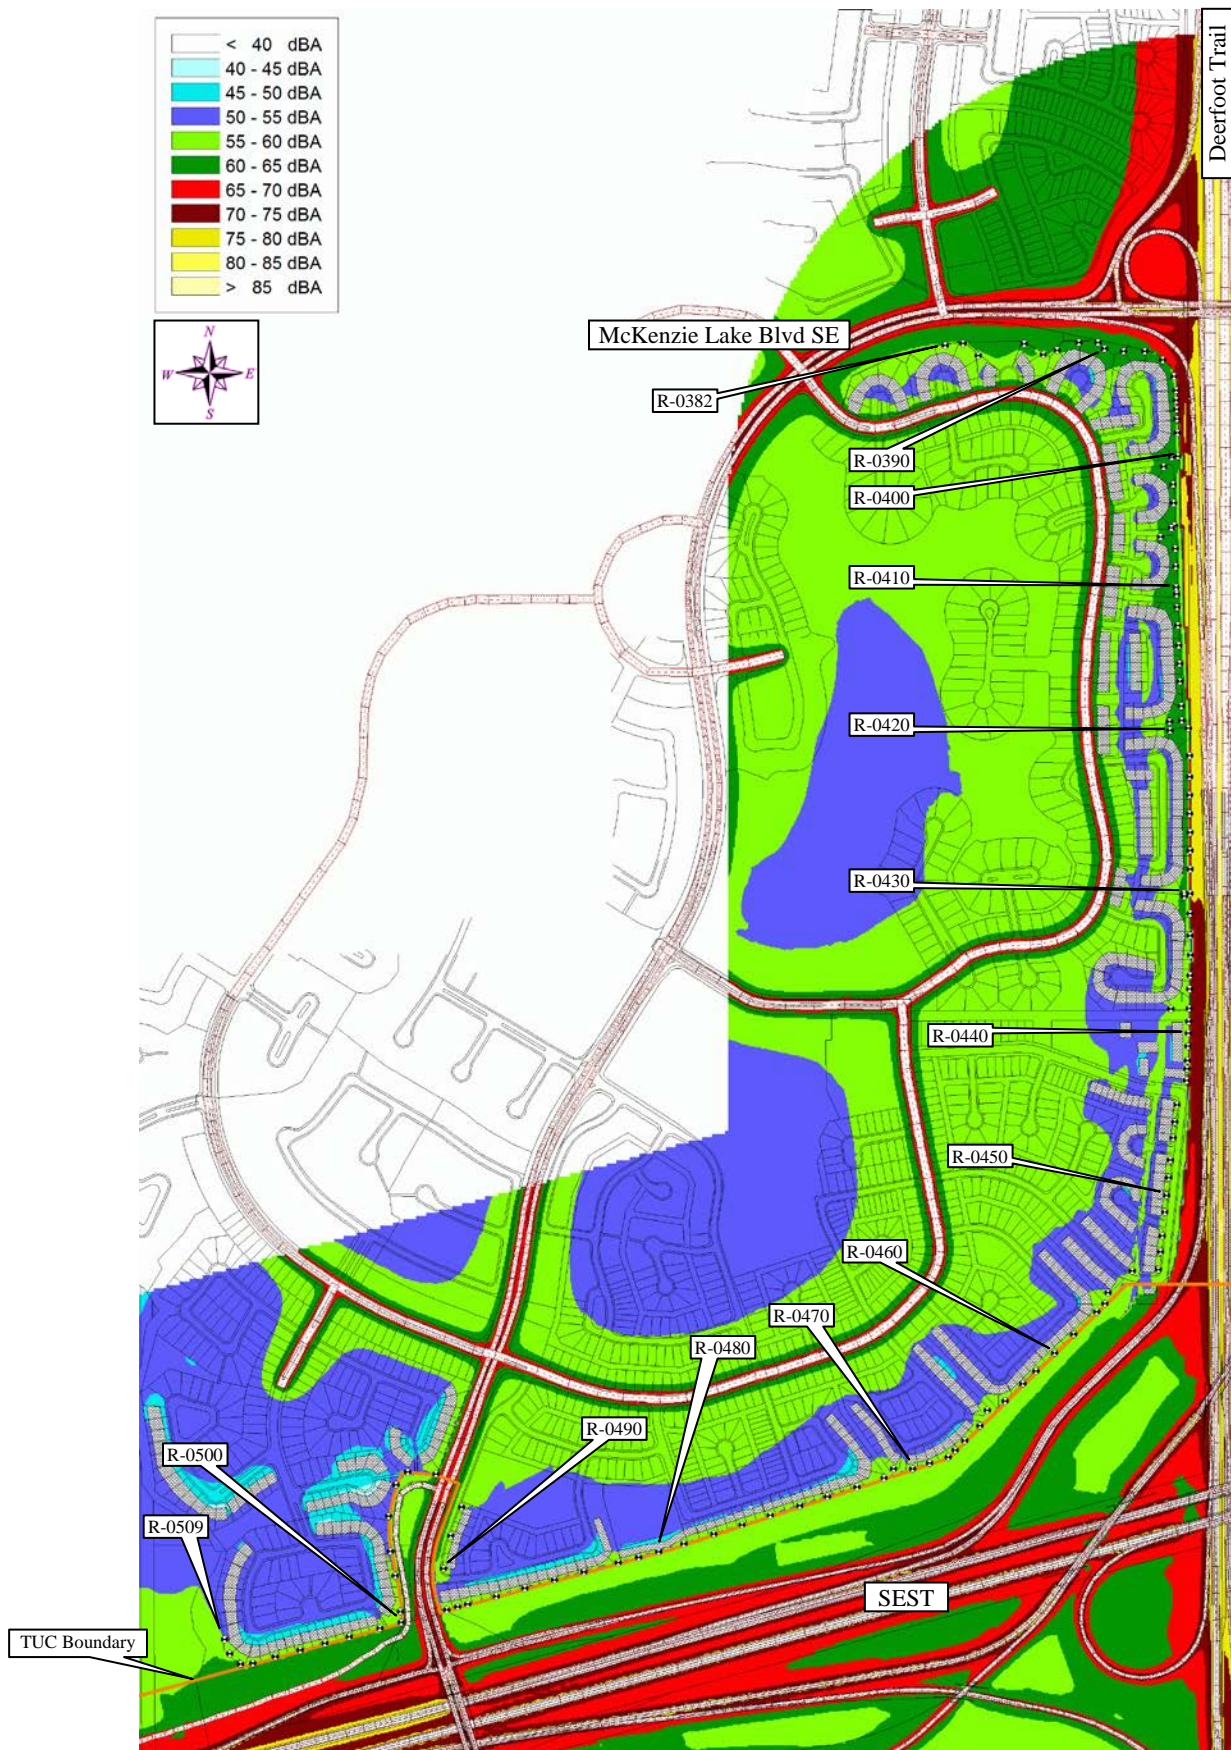 < 40 dBA
40 - 45 dBA
45 - 50 dBA
50 - 55 dBA
55 - 60 dBA
60 - 65 dBA
65 - 70 dBA
70 - 75 dBA
75 - 80 dBA
80 - 85 dBA
> 85 dBA
Deerfoot Trail
N
W E
S
McKenzie Lake Blvd SE
R-0382
R-0390
R-0400
R-0410
R-0420
R-0430
R-0440
R-0450
R-0460
R-0470
R-0480
R-0490
R-0500
R-0509
SEST
TUC Boundary